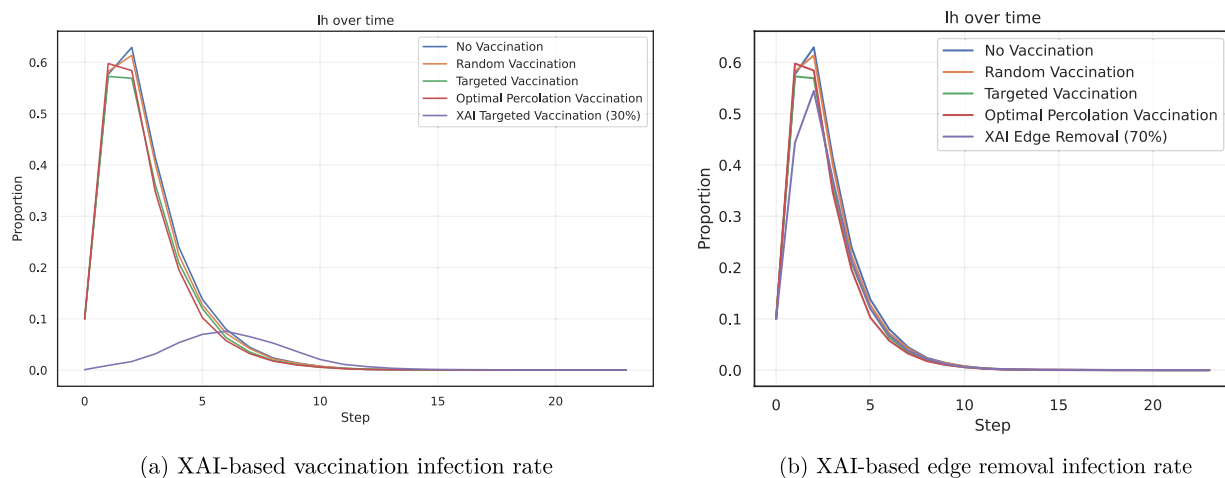 Ih over time
No Vaccination
Random Vaccination
Targeted Vaccination
Optimal Percolation Vaccination
XAI Targeted Vaccination (30%)
Proportion
0.6
0.5
0.4
0.3
0.2
0.1
0.0
0 5 10 15 20
Step
(a) XAI-based vaccination infection rate
Ih over time
No Vaccination
Random Vaccination
Targeted Vaccination
Optimal Percolation Vaccination
XAI Edge Removal (70%)
Proportion
0.6
0.5
0.4
0.3
0.2
0.1
0.0
0 5 10 15 20
Step
(b) XAI-based edge removal infection rate